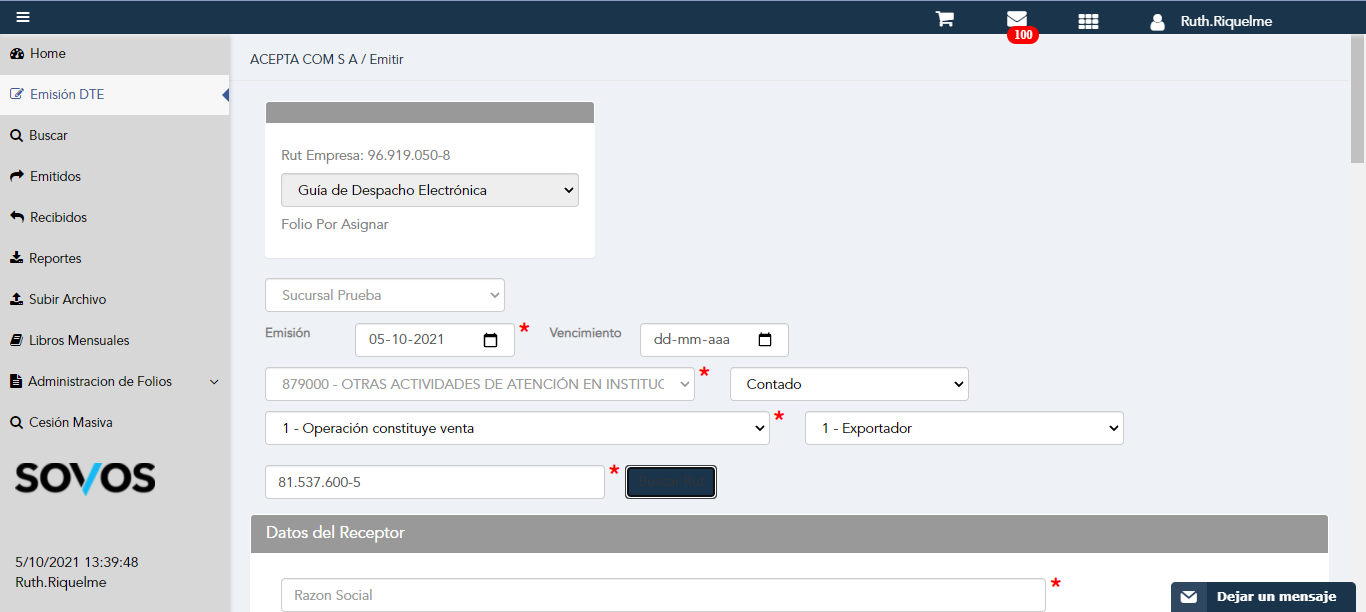 100
Ruth.Riquelme
Home
Emisión DTE
Buscar
Emitidos
Recibidos
Reportes
Subir Archivo
Libros Mensuales
Administracion de Folios
Cesión Masiva
SOVOS
5/10/2021 13:39:48
Ruth.Riquelme
ACEPTA COM S A / Emitir
Rut Empresa: 96.919.050-8
Guía de Despacho Electrónica
Folio Por Asignar
Sucursal Prueba
Emisión 05-10-2021 * Vencimiento dd-mm-aaa
879000 - OTRAS ACTIVIDADES DE ATENCIÓN EN INSTITUC * Contado
1 - Operación constituye venta * 1 - Exportador
81.537.600-5 *
Datos del Receptor
Razon Social *
Dejar un mensaje